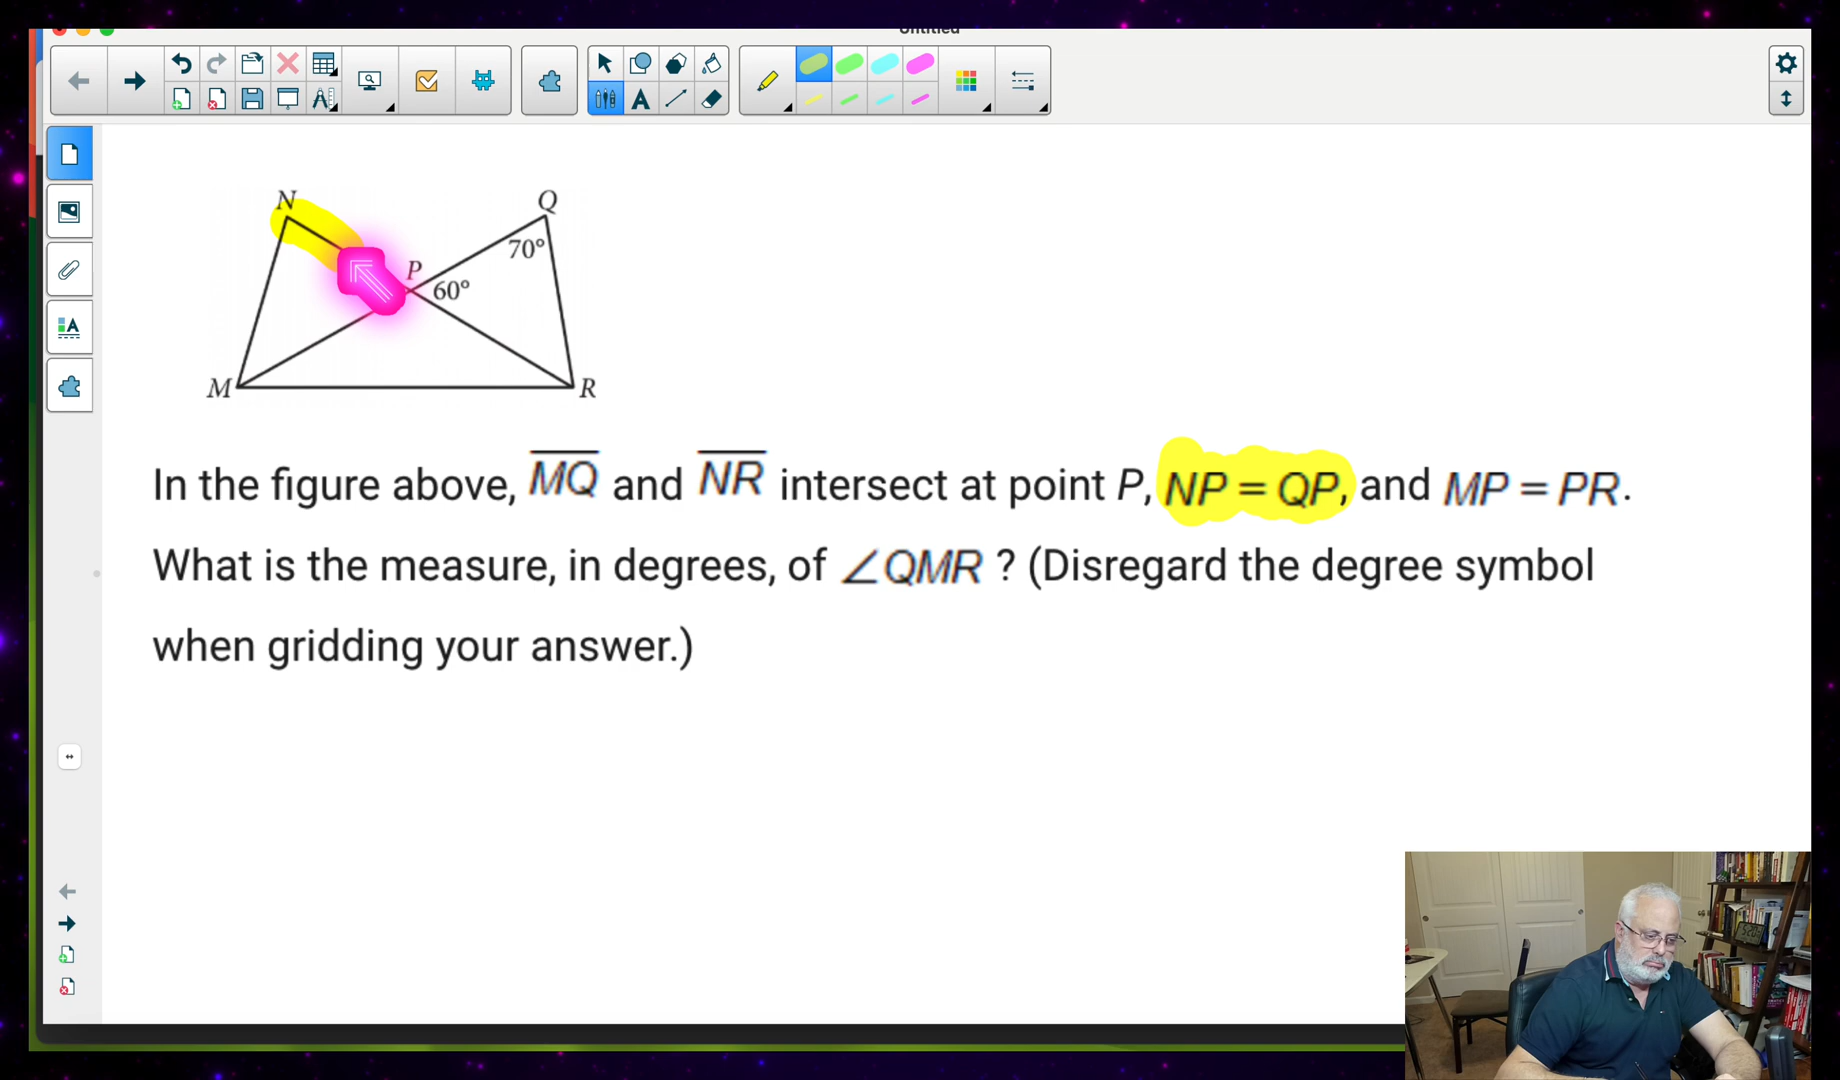 Untitled
N
Q
70°
P
60°
M
R
In the figure above, MQ and NR intersect at point P, NP = QP, and MP = PR.
What is the measure, in degrees, of ∠QMR ? (Disregard the degree symbol
when gridding your answer.)